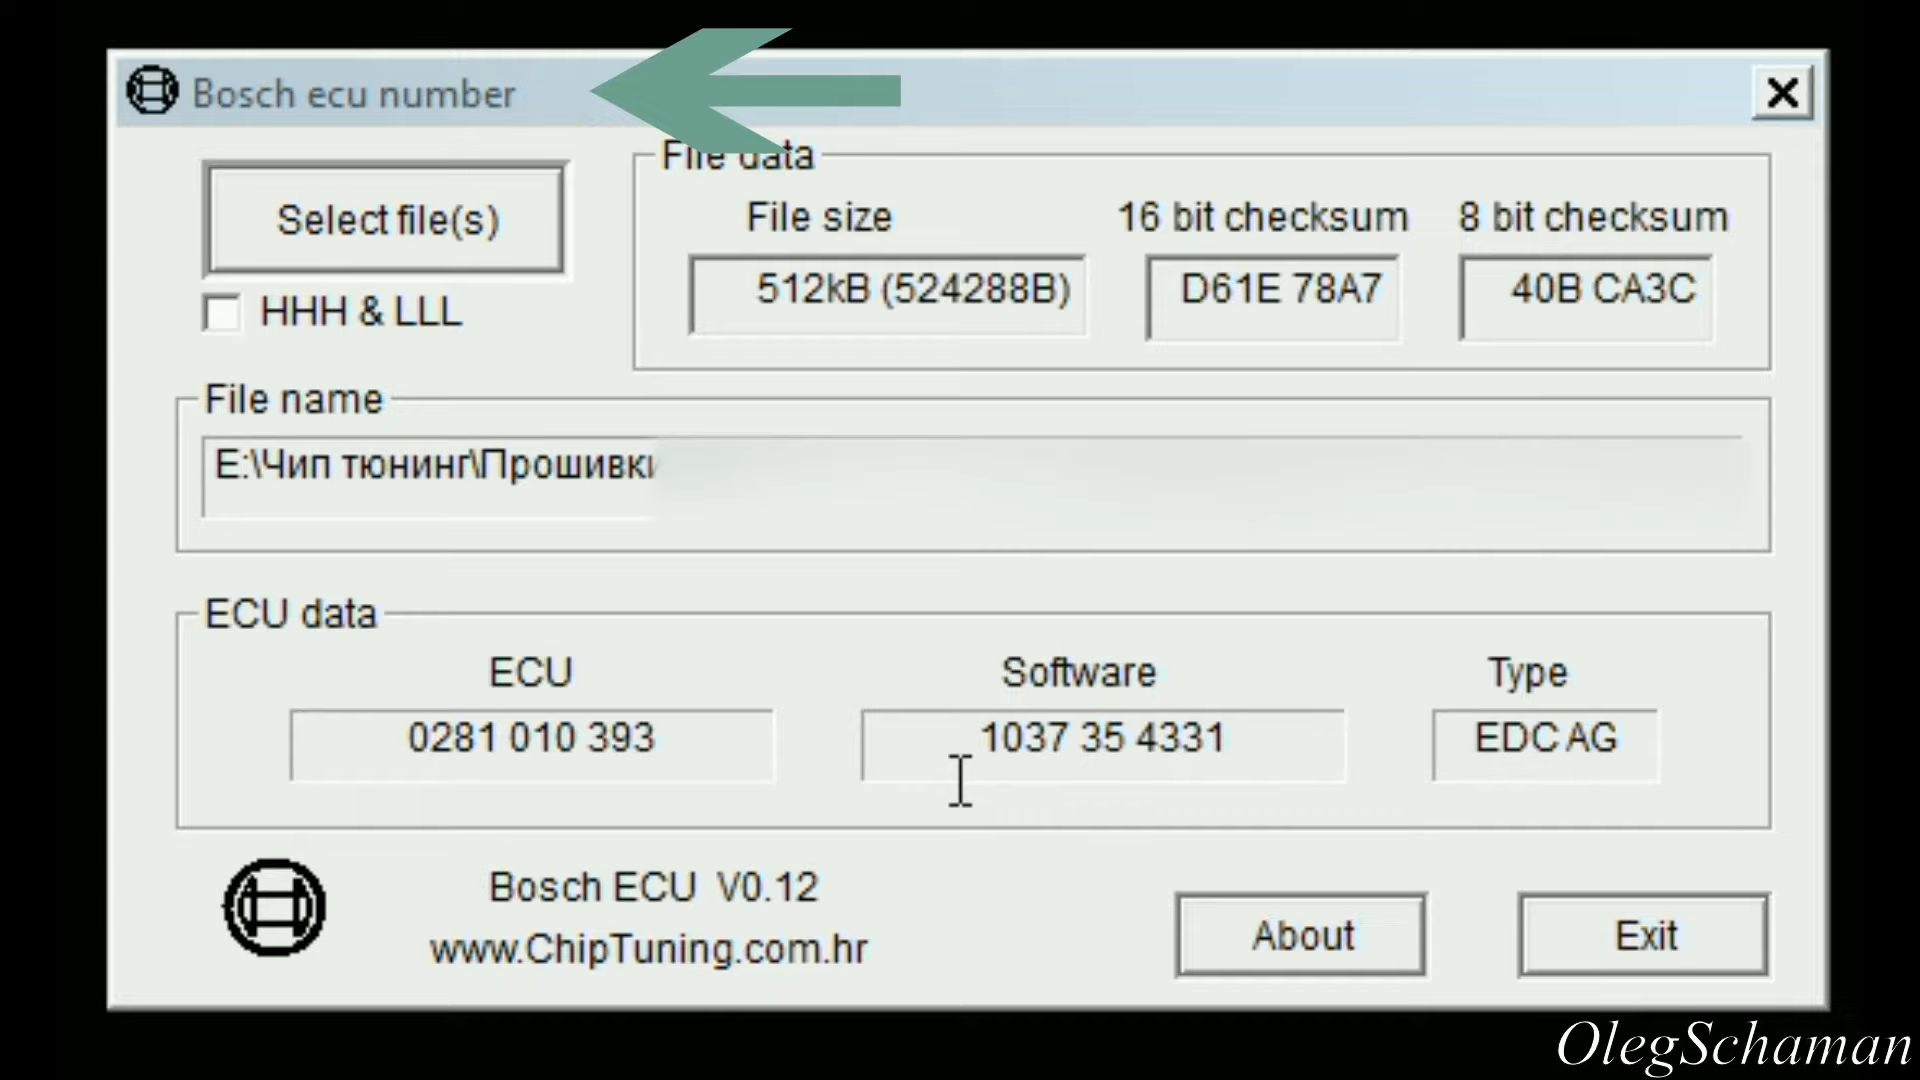 Bosch ecu number
Select file(s)
HHH & LLL
File data
File size
16 bit checksum
8 bit checksum
512kB (524288B)
D61E 78A7
40B CA3C
File name
E:\Чип тюнинг\Прошивки
ECU data
ECU
Software
Type
0281 010 393
1037 35 4331
EDC AG
Bosch ECU V0.12
www.ChipTuning.com.hr
About
Exit
OlegSchaman